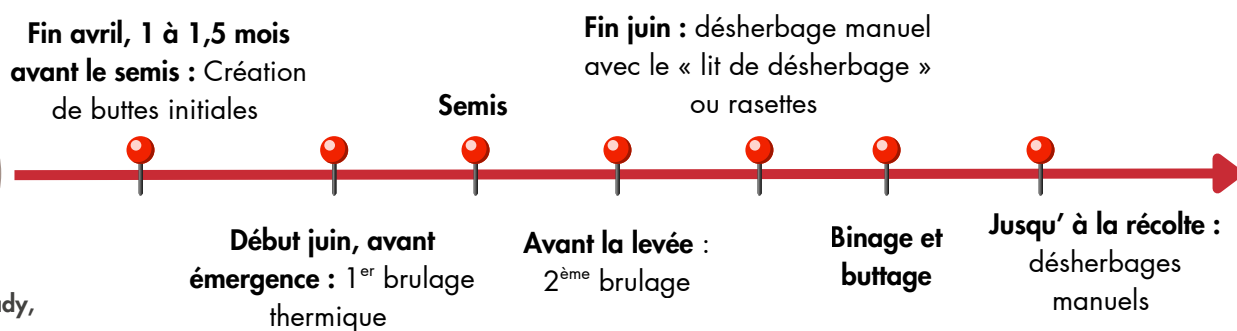 Fin avril, 1 à 1,5 mois
avant le semis : Création
de buttes initiales
Début juin, avant
émergence : 1er brulage
thermique
Semis
Avant la levée :
2ème brulage
Fin juin : désherbage manuel
avec le « lit de désherbage »
ou rasettes
Binage et
buttage
Jusqu’ à la récolte :
désherbages
manuels